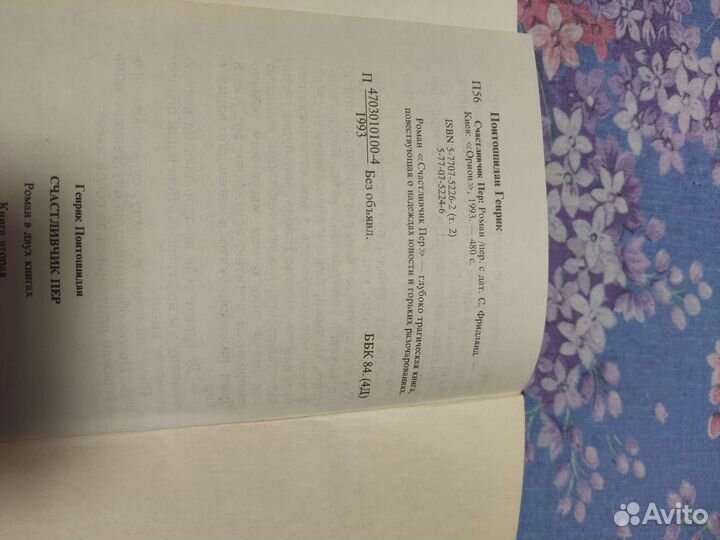 Понтоппидан Генрик
П56 Счастливчик Пер: Роман /пер. с дат. С. Фридлянд. —
Киев: «Орион», 1993. — 480 с.
ISBN 5-7707-5226-2 (т. 2)
5-77-07-5224-6
Роман «Счастливчик Пер» — глубоко трагическая книга,
повествующая о надеждах юности и горьких разочарованиях.
П 4703010100-4 Без объявл.
1993
ББК 84.(4Д)
Генрик Понтоппидан
СЧАСТЛИВЧИК ПЕР
Роман в двух книгах
Книга вторая
Avito